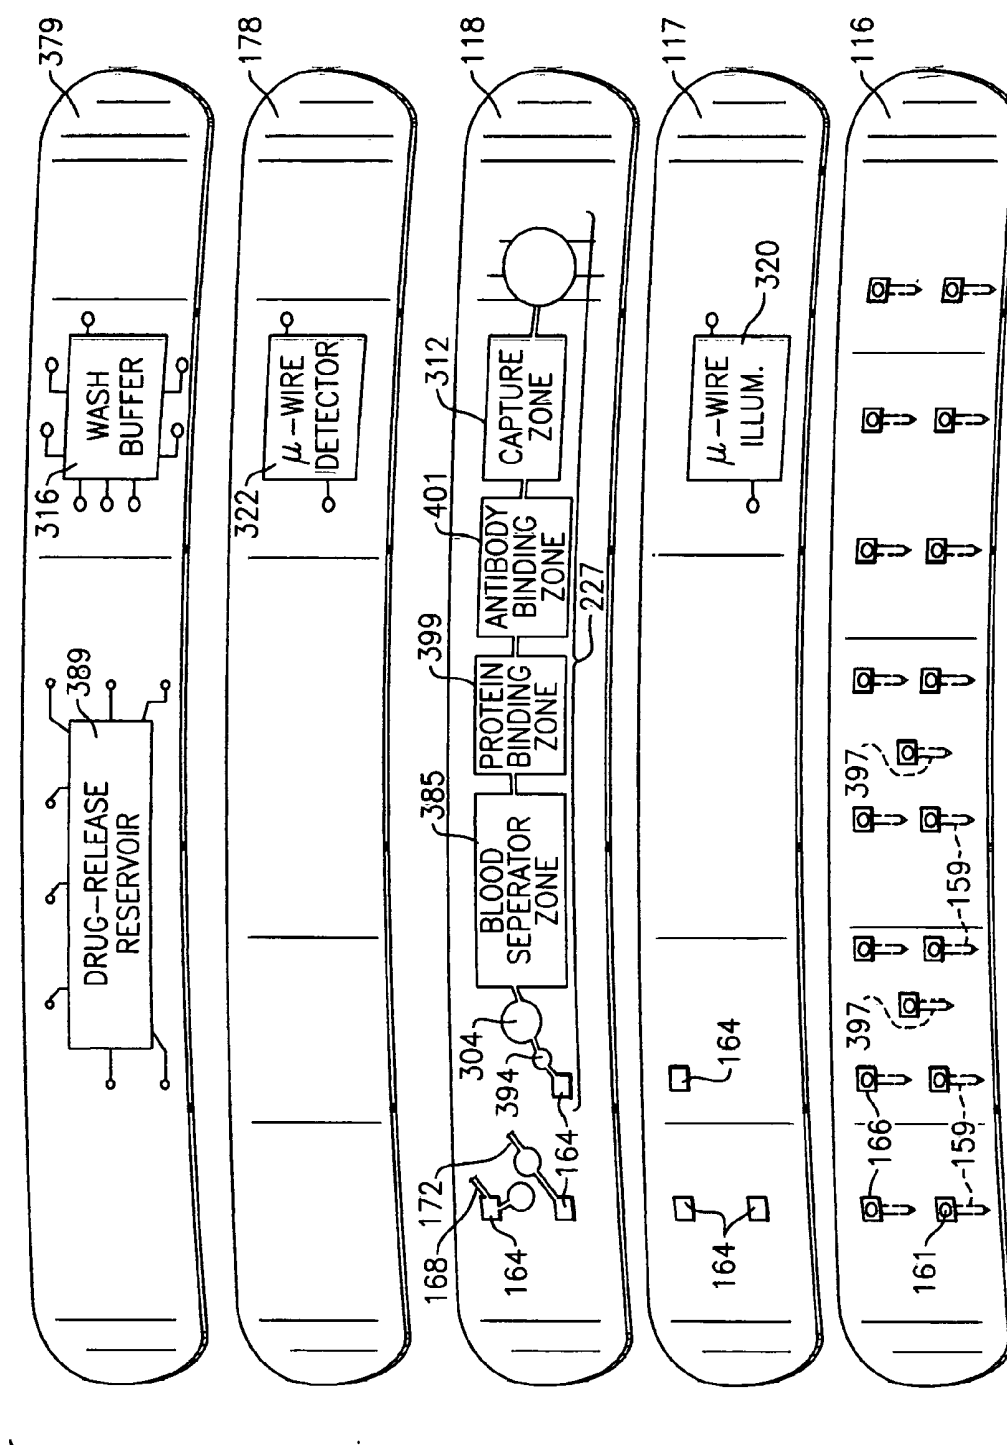 379
WASH
BUFFER
316
389
DRUG-RELEASE
RESERVOIR
178
μ-WIRE
DETECTOR
322
118
312
CAPTURE
ZONE
401
ANTIBODY
BINDING
ZONE
399
PROTEIN
BINDING
ZONE
227
385
BLOOD
SEPERATOR
ZONE
304
394
164
172
164
168
164
117
320
μ-WIRE
ILLUM.
164
164
116
397
159
397
166
159
161